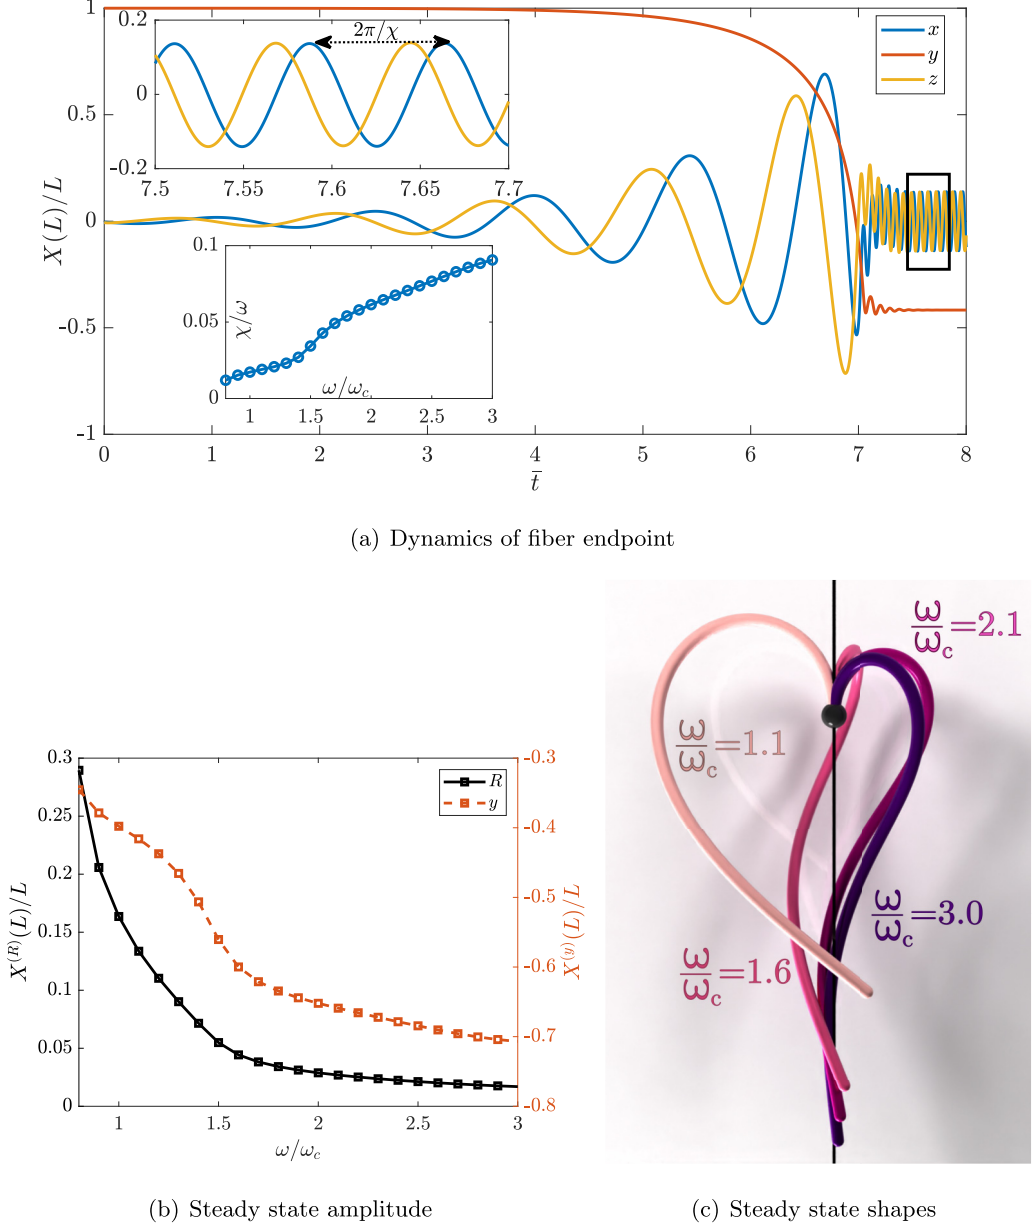 x
y
z
1
0.5
0
-0.5
-1
X(L)/L
0 1 2 3 4 5 6 7 8
t̄
0.2
0
-0.2
7.5 7.55 7.6 7.65 7.7
2π/χ
0.1
0.05
0
χ/ω
1 1.5 2 2.5 3
ω/ω_c
(a) Dynamics of fiber endpoint
0.3
0.25
0.2
0.15
0.1
0.05
0
X^{(R)}(L)/L
R
y
-0.3
-0.4
-0.5
-0.6
-0.7
-0.8
X^{(y)}(L)/L
1 1.5 2 2.5 3
ω/ω_c
(b) Steady state amplitude
ω/ω_c=2.1
ω/ω_c=1.1
ω/ω_c=3.0
ω/ω_c=1.6
(c) Steady state shapes